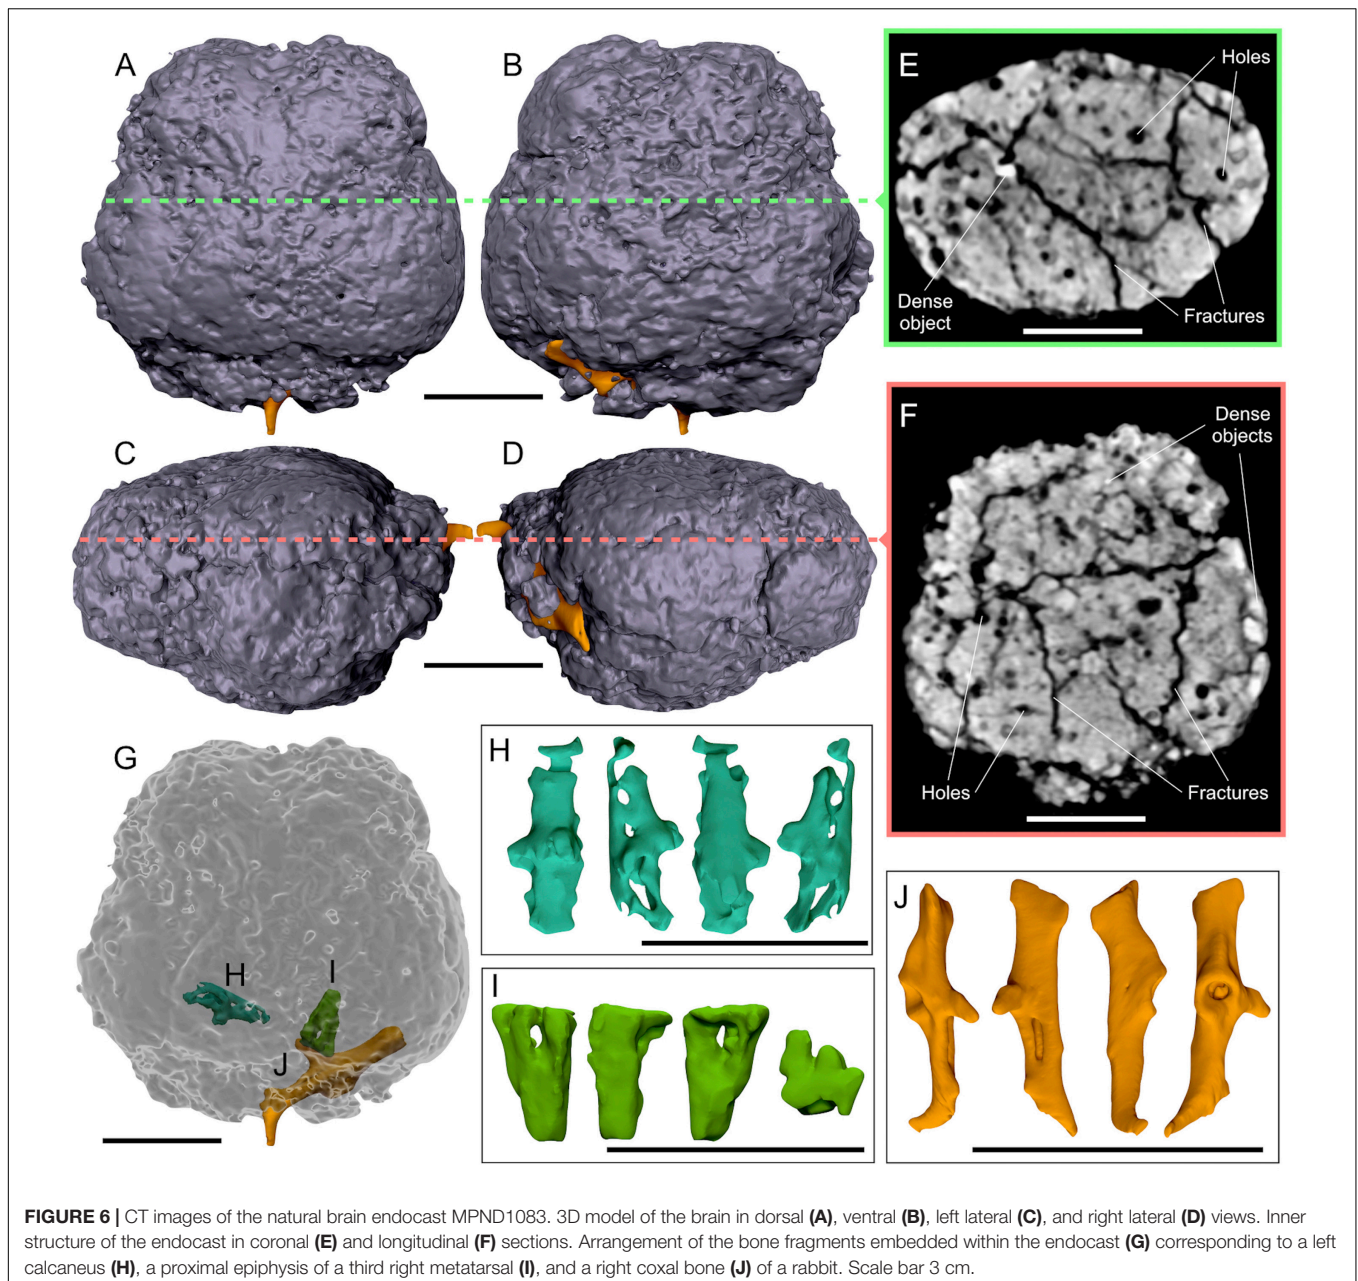 A
B
E
Holes
Dense
object
Fractures
C
D
F
Dense
objects
Holes
Fractures
G
H
I
J
H
I
J
FIGURE 6 | CT images of the natural brain endocast MPND1083. 3D model of the brain in dorsal (A), ventral (B), left lateral (C), and right lateral (D) views. Inner
structure of the endocast in coronal (E) and longitudinal (F) sections. Arrangement of the bone fragments embedded within the endocast (G) corresponding to a left
calcaneus (H), a proximal epiphysis of a third right metatarsal (I), and a right coxal bone (J) of a rabbit. Scale bar 3 cm.